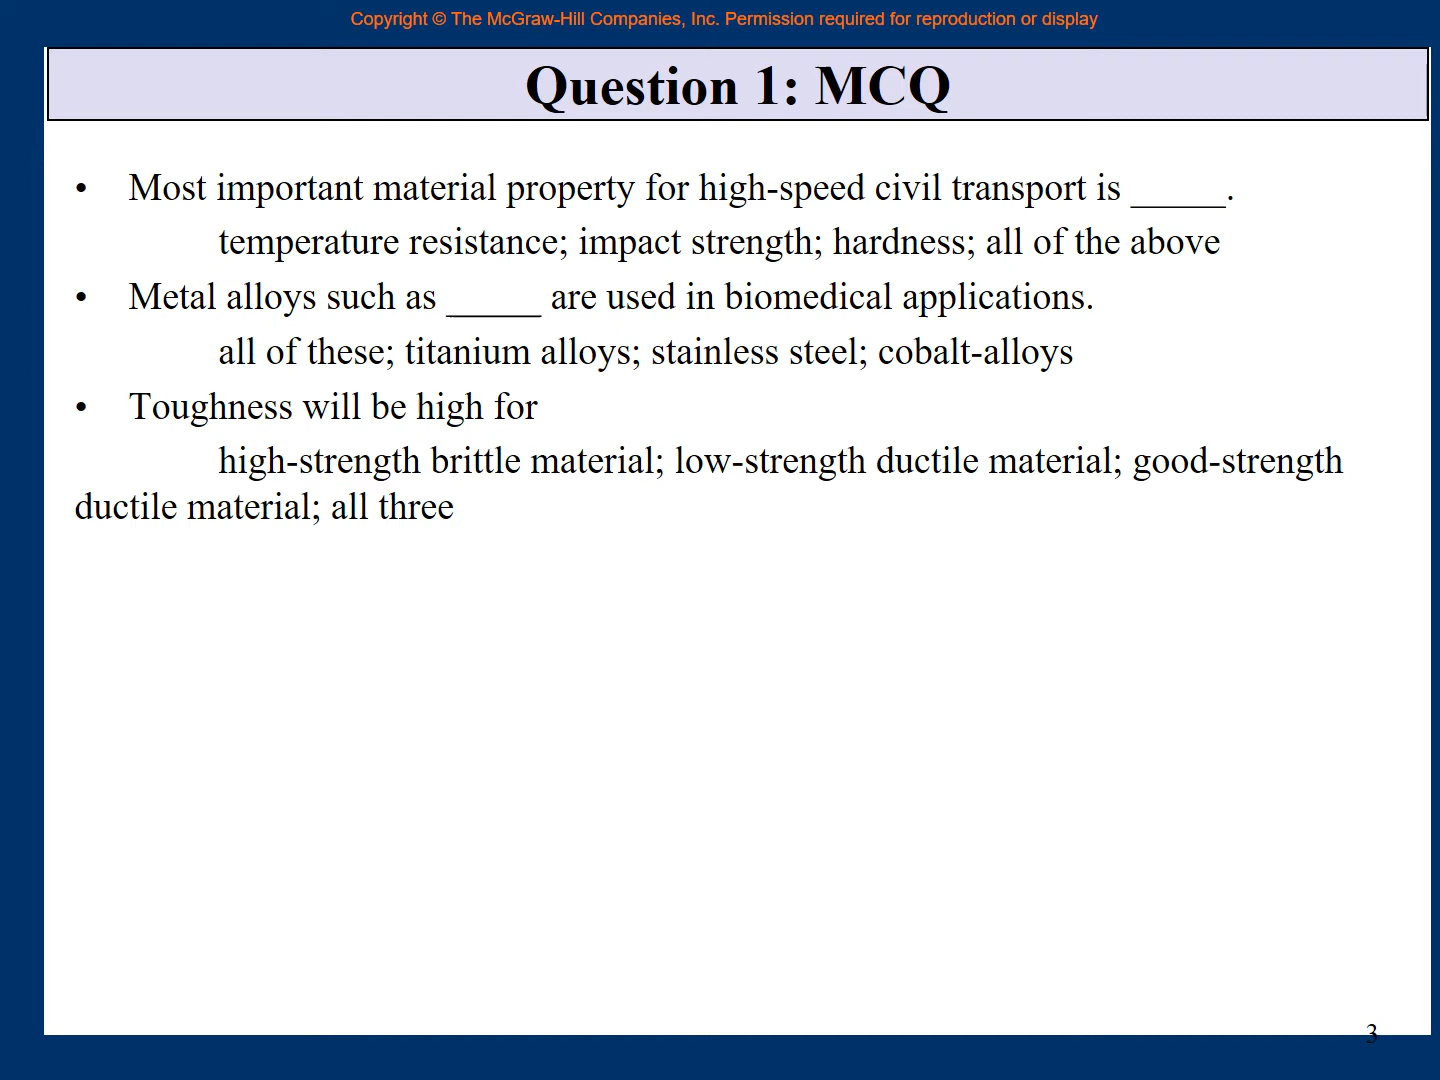 Copyright © The McGraw-Hill Companies, Inc. Permission required for reproduction or display
Question 1: MCQ
• Most important material property for high-speed civil transport is _____.
temperature resistance; impact strength; hardness; all of the above
• Metal alloys such as _____ are used in biomedical applications.
all of these; titanium alloys; stainless steel; cobalt-alloys
• Toughness will be high for
high-strength brittle material; low-strength ductile material; good-strength
ductile material; all three
3